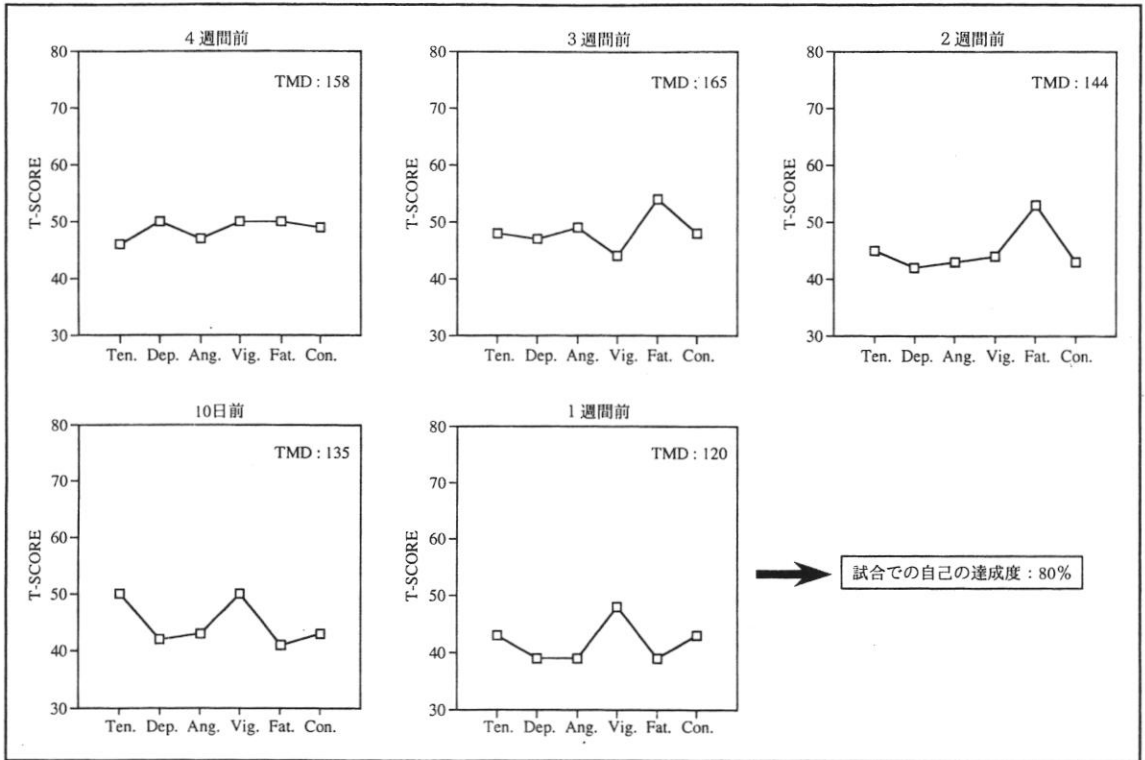 4週間前
TMD : 158
T-SCORE
80
70
60
50
40
30
Ten. Dep. Ang. Vig. Fat. Con.
3週間前
TMD : 165
T-SCORE
80
70
60
50
40
30
Ten. Dep. Ang. Vig. Fat. Con.
2週間前
TMD : 144
T-SCORE
80
70
60
50
40
30
Ten. Dep. Ang. Vig. Fat. Con.
10日前
TMD : 135
T-SCORE
80
70
60
50
40
30
Ten. Dep. Ang. Vig. Fat. Con.
1週間前
TMD : 120
T-SCORE
80
70
60
50
40
30
Ten. Dep. Ang. Vig. Fat. Con.
試合での自己の達成度 : 80%